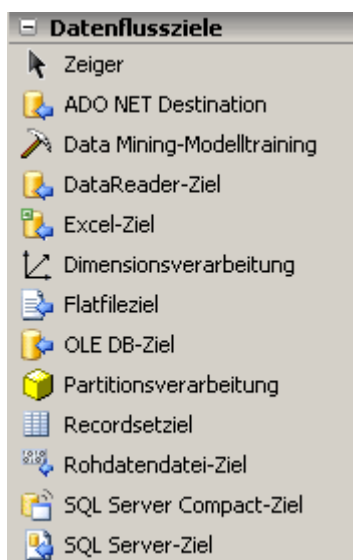 Datenflussziele
Zeiger
ADO NET Destination
Data Mining-Modelltraining
DataReader-Ziel
Excel-Ziel
Dimensionsverarbeitung
Flatfileziel
OLE DB-Ziel
Partitionsverarbeitung
Recordsetziel
Rohdatendatei-Ziel
SQL Server Compact-Ziel
SQL Server-Ziel